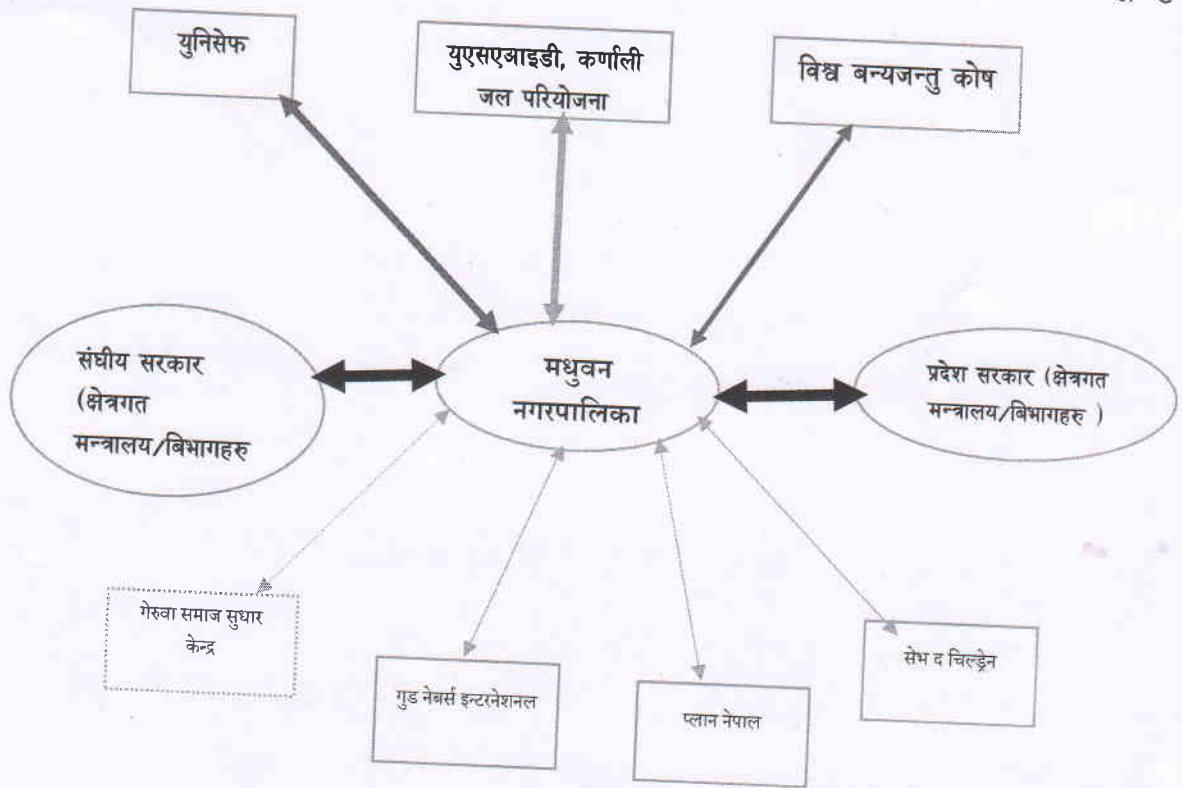 युनिसेफ
युएसएआइडी, कर्णाली
जल परियोजना
विश्व बन्यजन्तु कोष
संघीय सरकार
(क्षेत्रगत
मन्त्रालय/बिभागहरु
मधुवन
नगरपालिका
प्रदेश सरकार (क्षेत्रगत
मन्त्रालय/बिभागहरु )
गेरुवा समाज सुधार
केन्द्र
गुड नेबर्स इन्टरनेशनल
प्लान नेपाल
सेभ द चिल्ड्रेन